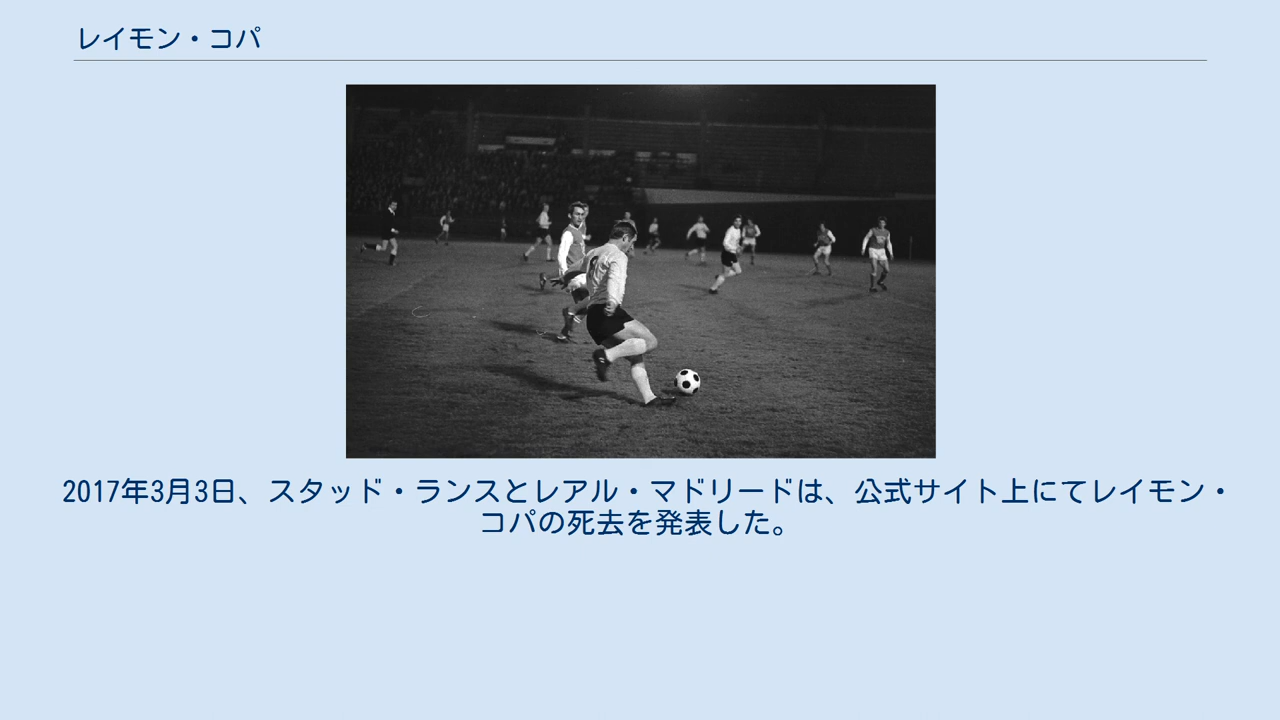 レイモン・コパ
2017年3月3日、スタッド・ランスとレアル・マドリードは、公式サイト上にてレイモン・
コパの死去を発表した。